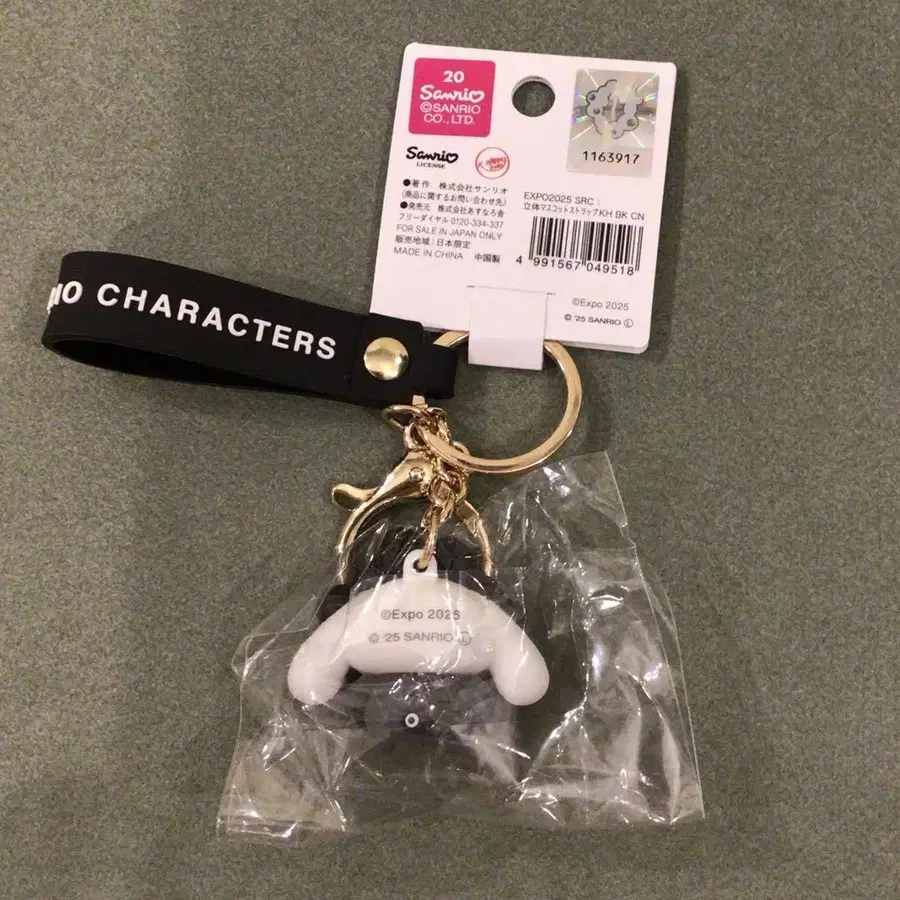 20
Sanrio
©SANRIO
CO., LTD.
1163917
Sanrio
LICENSE
●著作 株式会社サンリオ
(商品に関するお問い合わせ先)
●発売元 株式会社あすなろ舎
フリーダイヤル 0120-334-337
FOR SALE IN JAPAN ONLY
販売地域:日本限定
MADE IN CHINA 中国製
EXPO2025 SRC:
立体マスコットストラップKH BK CN
4 991567 049518
©Expo 2025
© '25 SANRIO Ⓛ
CHARACTERS
©Expo 2025
© '25 SANRIO Ⓛ